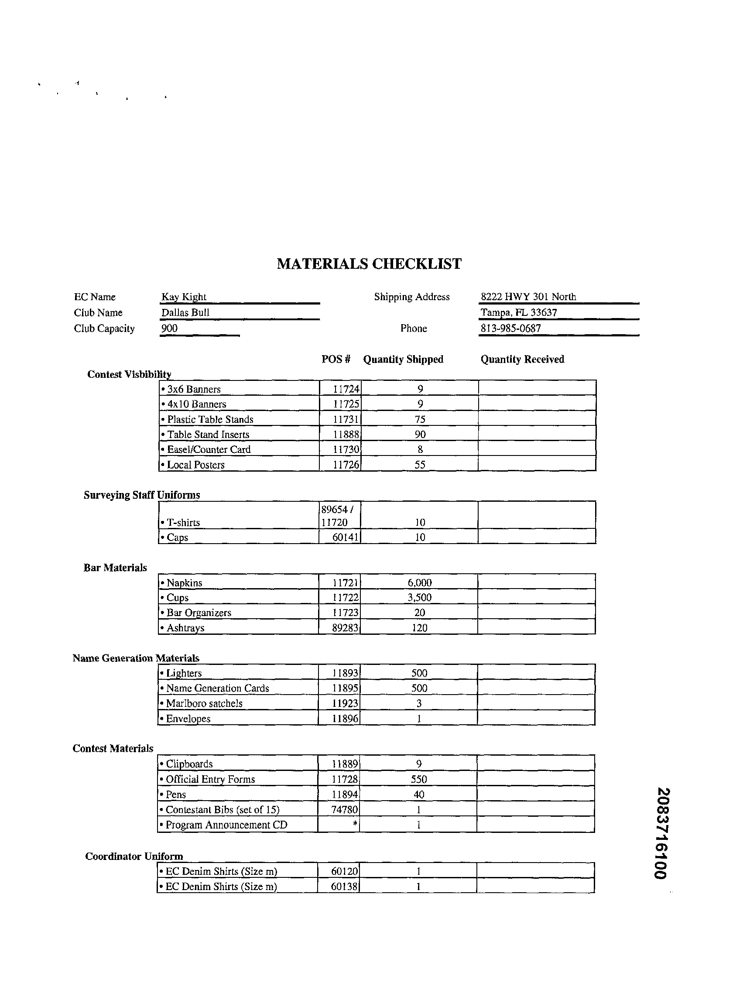 MATERIALS CHECKLIST
EC Name Kay Kight Shipping Address 8222 HWY 301 North
Club Name Dallas Bull Tampa, FL 33637
Club Capacity 900 Phone 813-985-0687
POS # Quantity Shipped Quantity Received
Contest Visbibility
• 3x6 Banners 11724 9
• 4x10 Banners 11725 9
• Plastic Table Stands 11731 75
• Table Stand Inserts 11888 90
• Easel/Counter Card 11730 8
• Local Posters 11726 55
Surveying Staff Uniforms
89654 /
• T-shirts 11720 10
• Caps 60141 10
Bar Materials
• Napkins 11721 6,000
• Cups 11722 3,500
• Bar Organizers 11723 20
• Ashtrays 89283 120
Name Generation Materials
• Lighters 11893 500
• Name Generation Cards 11895 500
• Marlboro satchels 11923 3
• Envelopes 11896 1
Contest Materials
• Clipboards 11889 9
• Official Entry Forms 11728 550
• Pens 11894 40
• Contestant Bibs (set of 15) 74780 1
• Program Announcement CD * 1
Coordinator Uniform
• EC Denim Shirts (Size m) 60120 1
• EC Denim Shirts (Size m) 60138 1
2083716100